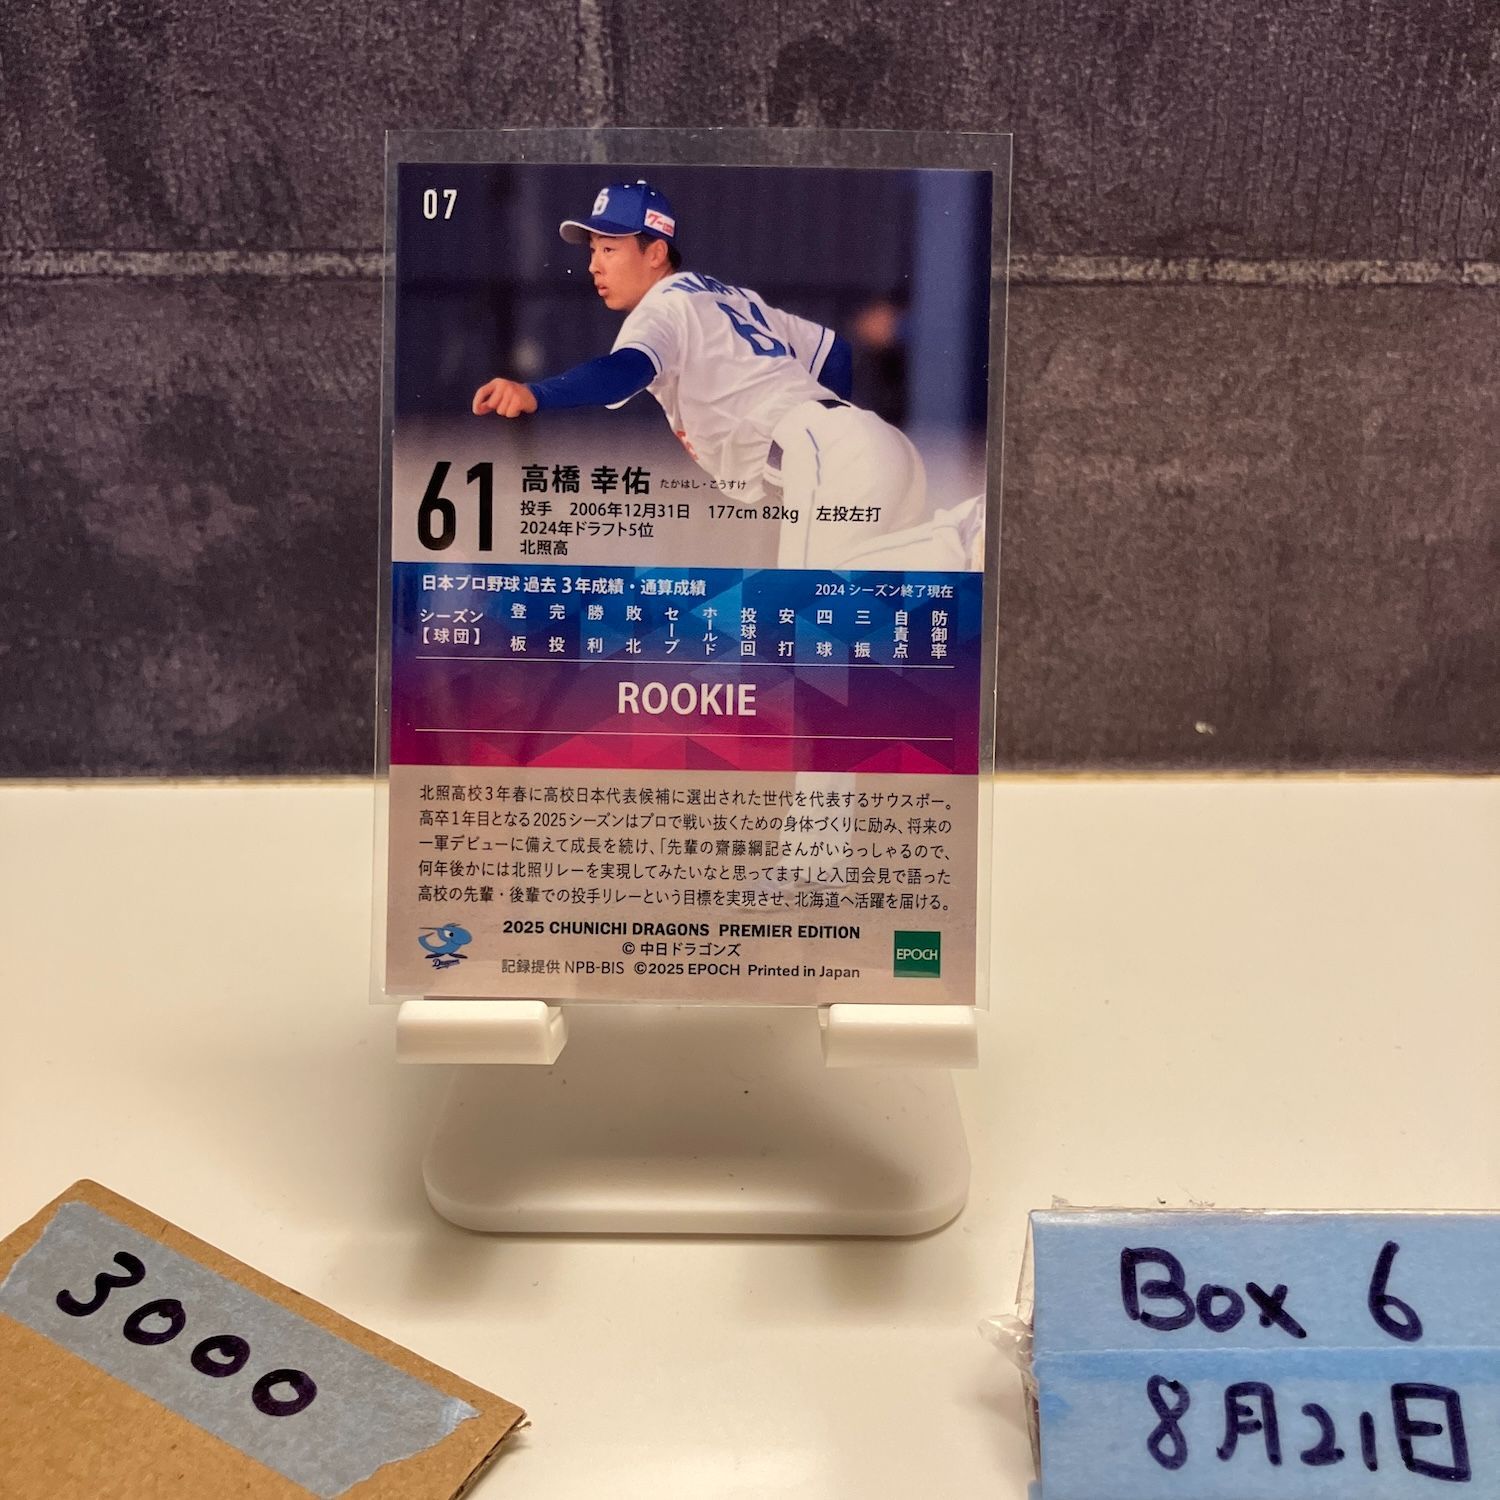 07
61
高橋 幸佑 たかはし・こうすけ
投手 2006年12月31日 177cm 82kg 左投左打
2024年ドラフト5位
北照高
日本プロ野球 過去3年成績・通算成績 2024シーズン終了現在
シーズン【球団】 登板 完投 勝利 敗北 セーブ ホールド 投球回 安打 四球 三振 自責点 防御率
ROOKIE
北照高校3年春に高校日本代表候補に選出された世代を代表するサウスポー。
高卒1年目となる2025シーズンはプロで戦い抜くための身体づくりに励み、将来の
一軍デビューに備えて成長を続け、「先輩の齋藤綱記さんがいらっしゃるので、
何年後かには北照リレーを実現してみたいなと思ってます」と入団会見で語った
高校の先輩・後輩での投手リレーという目標を実現させ、北海道へ活躍を届ける。
Dragons
2025 CHUNICHI DRAGONS PREMIER EDITION
© 中日ドラゴンズ
記録提供 NPB-BIS ©2025 EPOCH Printed in Japan
EPOCH
3000
Box 6
8月21日